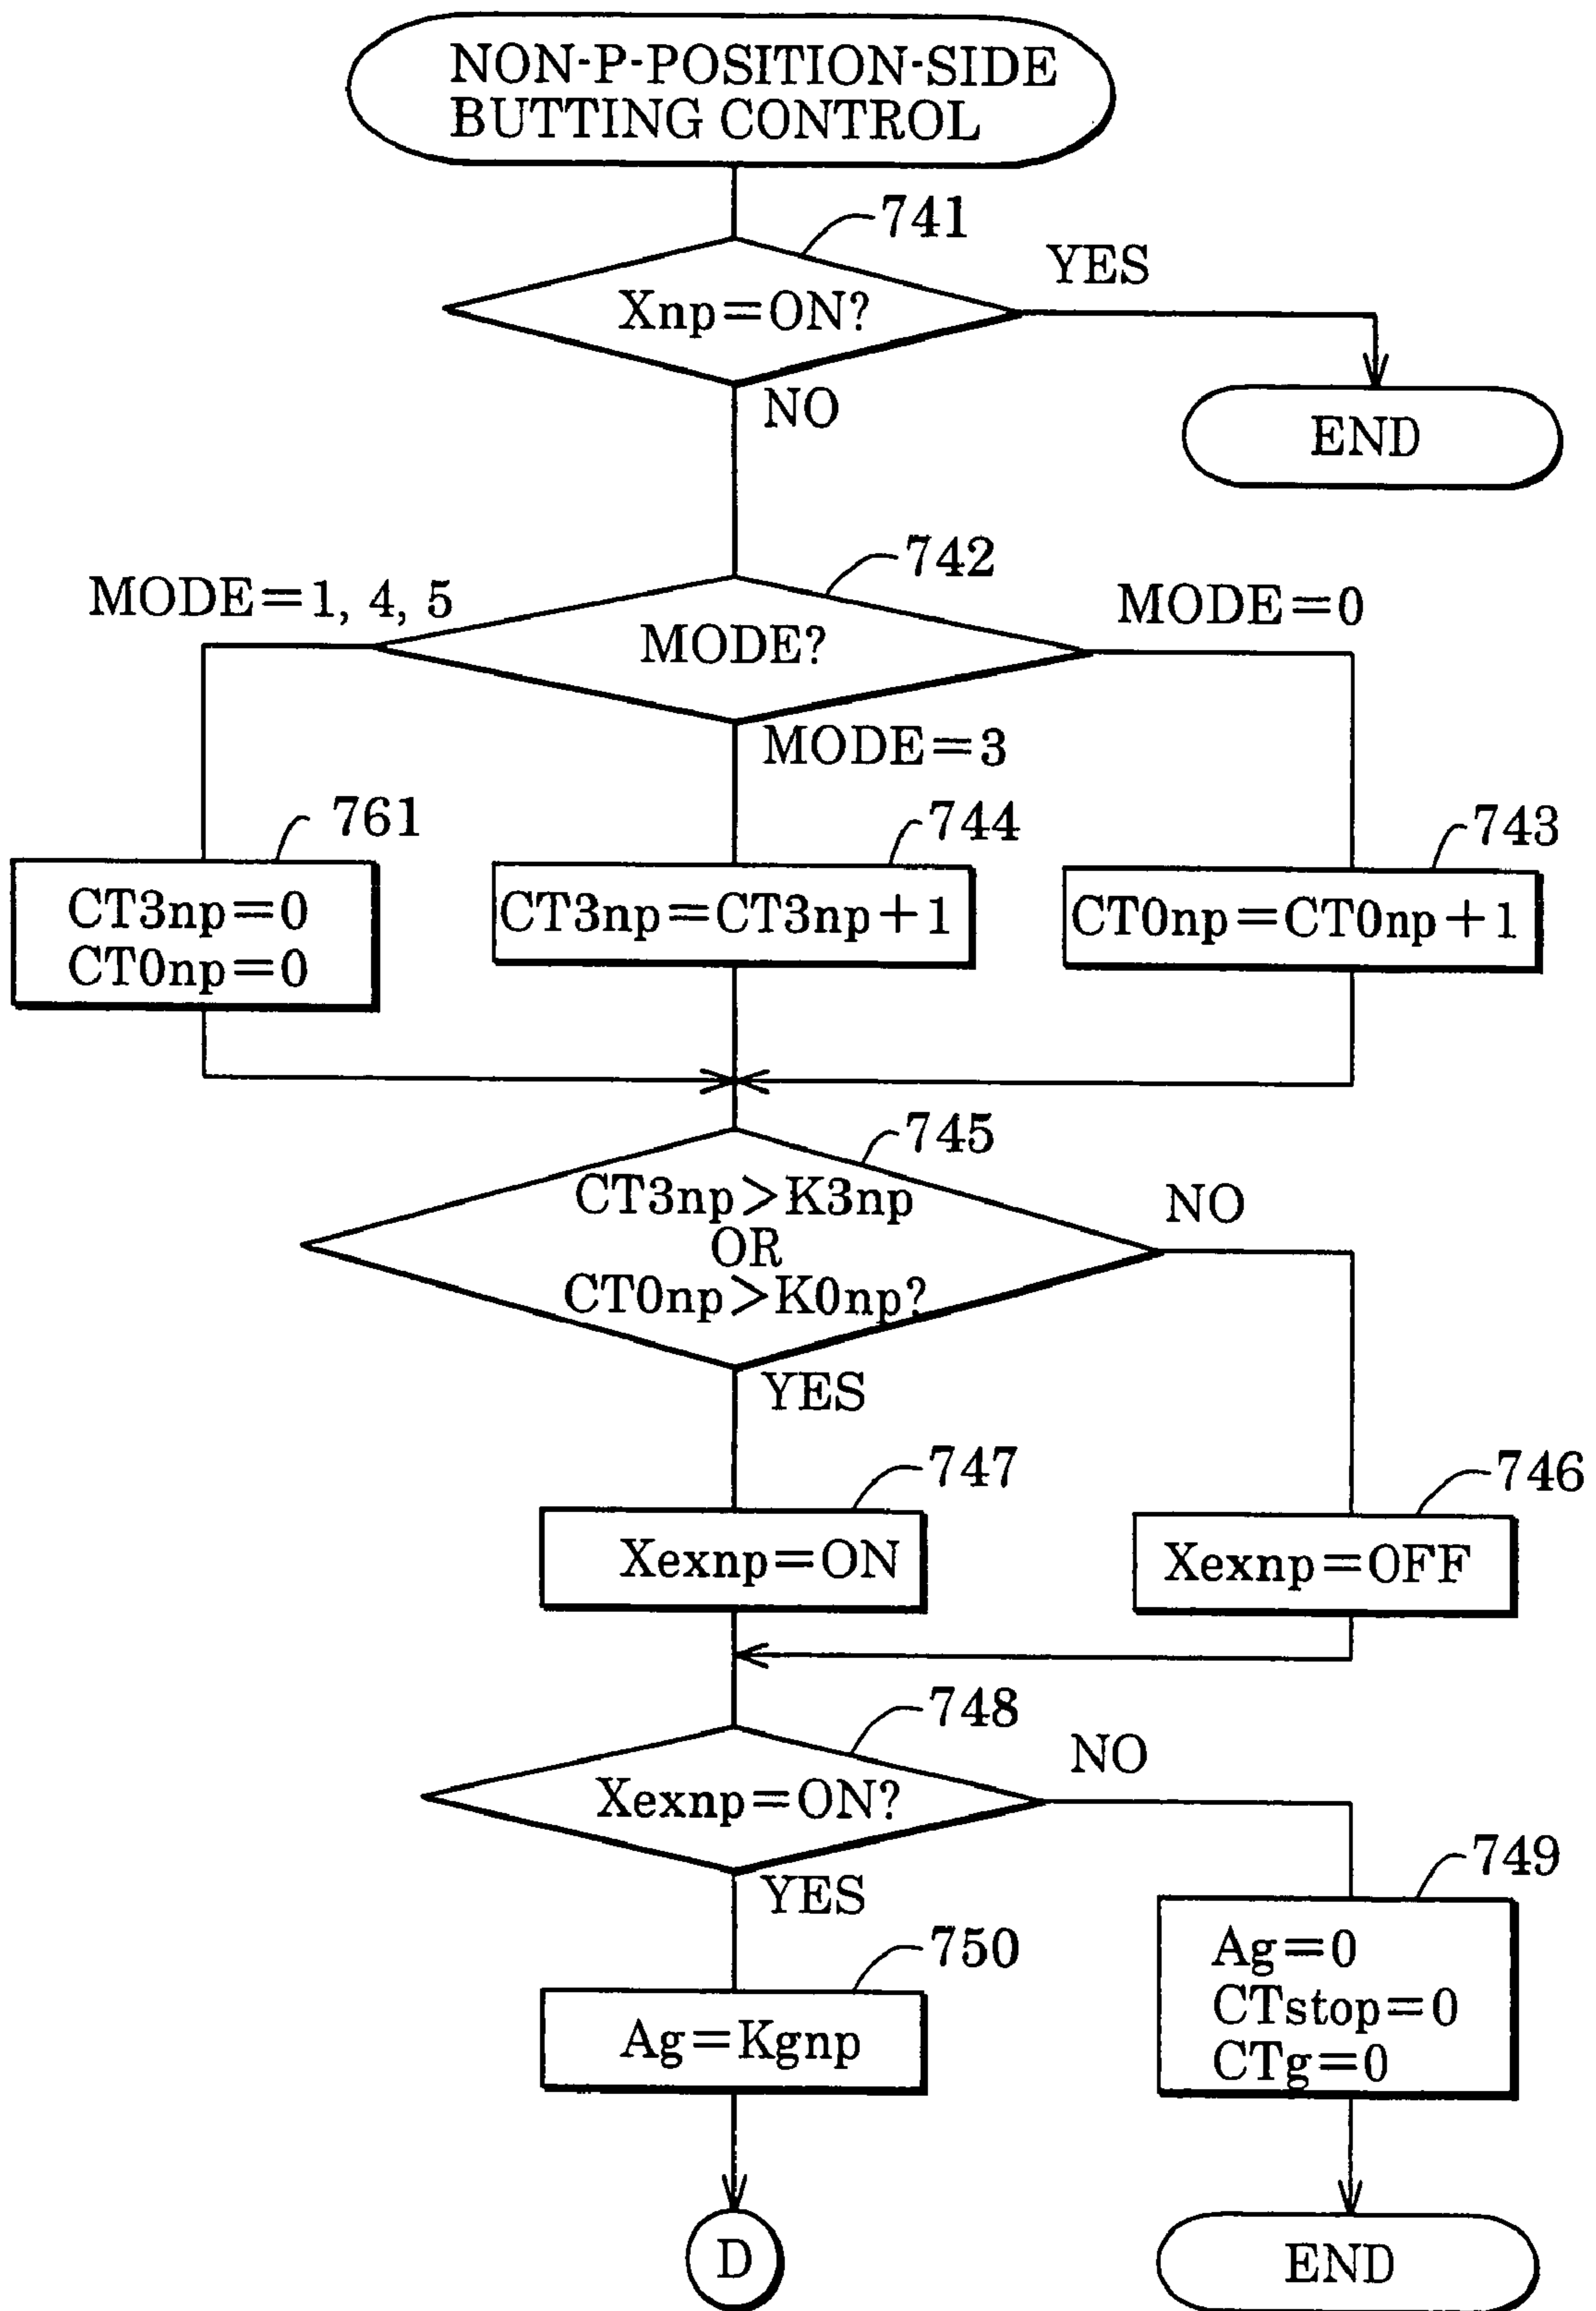 NON-P-POSITION-SIDE
BUTTING CONTROL
741
YES
Xnp=ON?
NO
END
742
MODE=1, 4, 5
MODE=0
MODE?
MODE=3
761
744
743
CT3np=0
CT0np=0
CT3np=CT3np+1
CT0np=CT0np+1
745
CT3np>K3np
OR
CT0np>K0np?
NO
YES
747
746
Xexnp=ON
Xexnp=OFF
748
NO
Xexnp=ON?
YES
749
750
Ag=0
CTstop=0
CTg=0
Ag=Kgnp
D
END